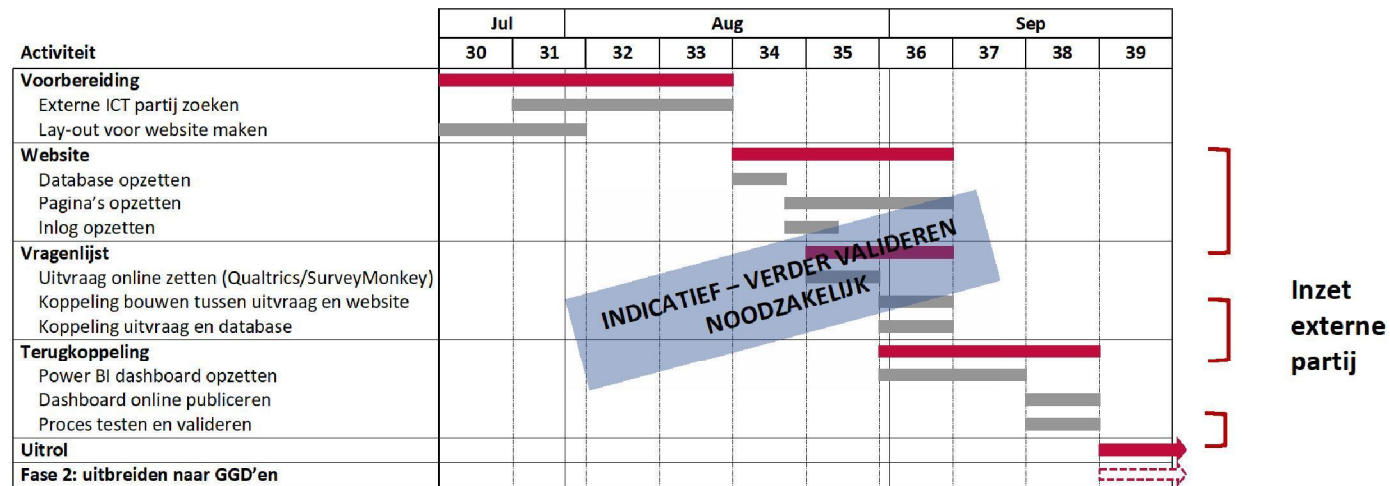 Jul Aug Sep
Activiteit 30 31 32 33 34 35 36 37 38 39
Voorbereiding
Externe ICT partij zoeken
Lay-out voor website maken
Website
Database opzetten
Pagina's opzetten
Inlog opzetten
Vragenlijst
Uitvraag online zetten (Qualtrics/SurveyMonkey)
Koppeling bouwen tussen uitvraag en website
Koppeling uitvraag en database
Terugkoppeling
Power BI dashboard opzetten
Dashboard online publiceren
Proces testen en valideren
Uitrol
Fase 2: uitbreiden naar GGD'en
INDICATIEF – VERDER VALIDEREN
NOODZAKELIJK
Inzet
externe
partij